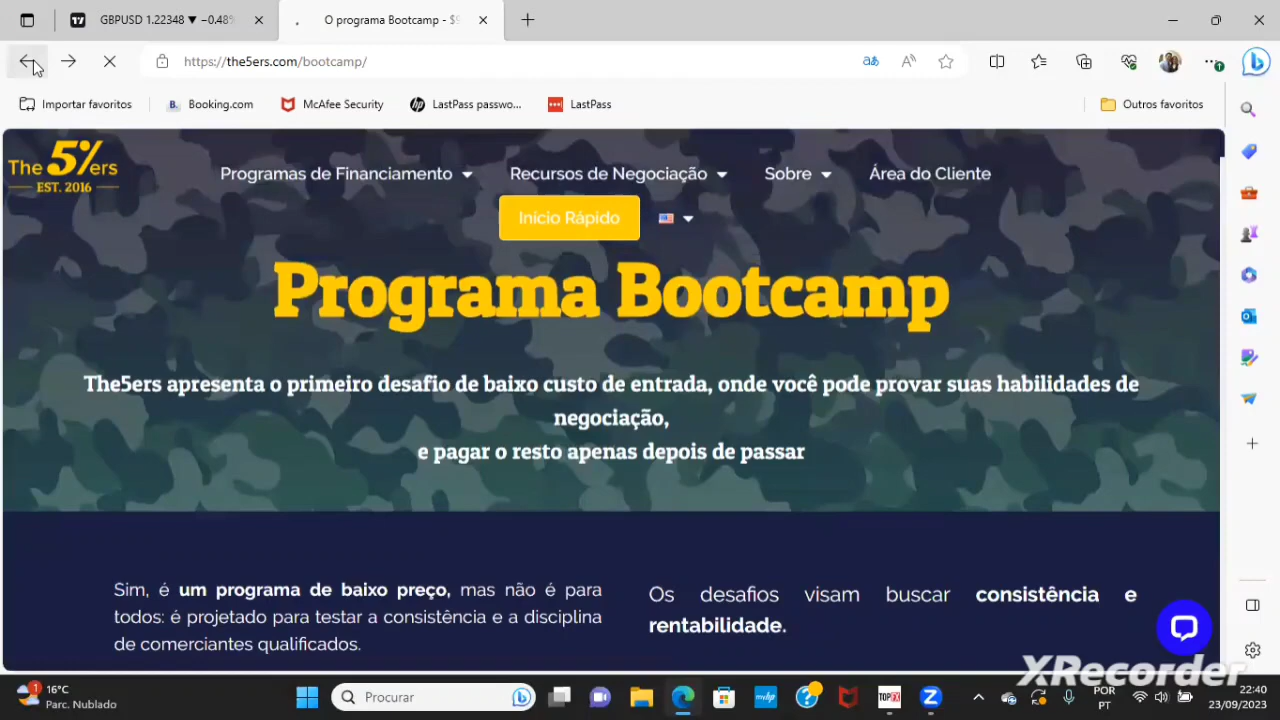 GBPUSD 1.22348 ▼ −0.48%
O programa Bootcamp - $9
https://the5ers.com/bootcamp/
Importar favoritos
Booking.com
McAfee Security
LastPass passwo...
LastPass
Outros favoritos
The 5%ers
EST. 2016
Programas de Financiamento
Recursos de Negociação
Sobre
Área do Cliente
Início Rápido
Programa Bootcamp
The5ers apresenta o primeiro desafio de baixo custo de entrada, onde você pode provar suas habilidades de
negociação,
e pagar o resto apenas depois de passar
Sim, é um programa de baixo preço, mas não é para
todos: é projetado para testar a consistência e a disciplina
de comerciantes qualificados.
Os desafios visam buscar consistência e
rentabilidade.
XRecorder
1
16°C
Parc. Nublado
Procurar
POR
PT
22:40
23/09/2023